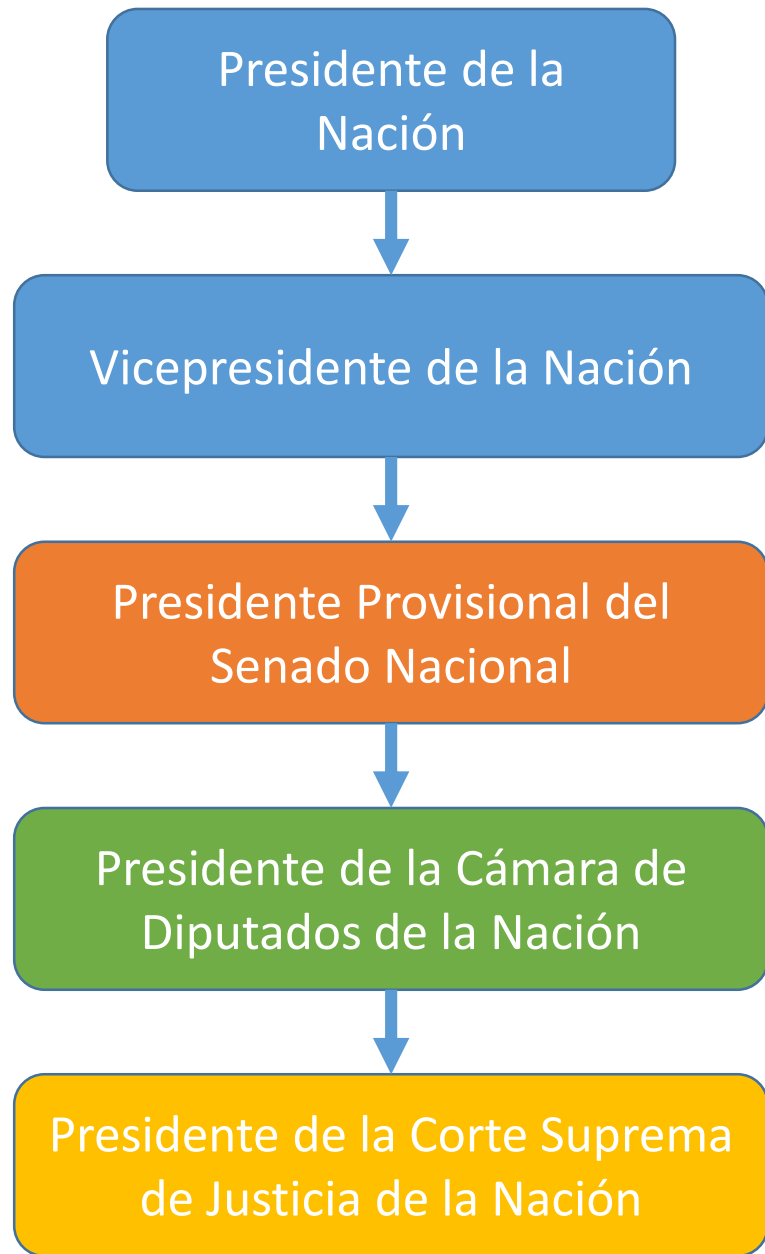 Presidente de la
Nación
Vicepresidente de la Nación
Presidente Provisional del
Senado Nacional
Presidente de la Cámara de
Diputados de la Nación
Presidente de la Corte Suprema
de Justicia de la Nación